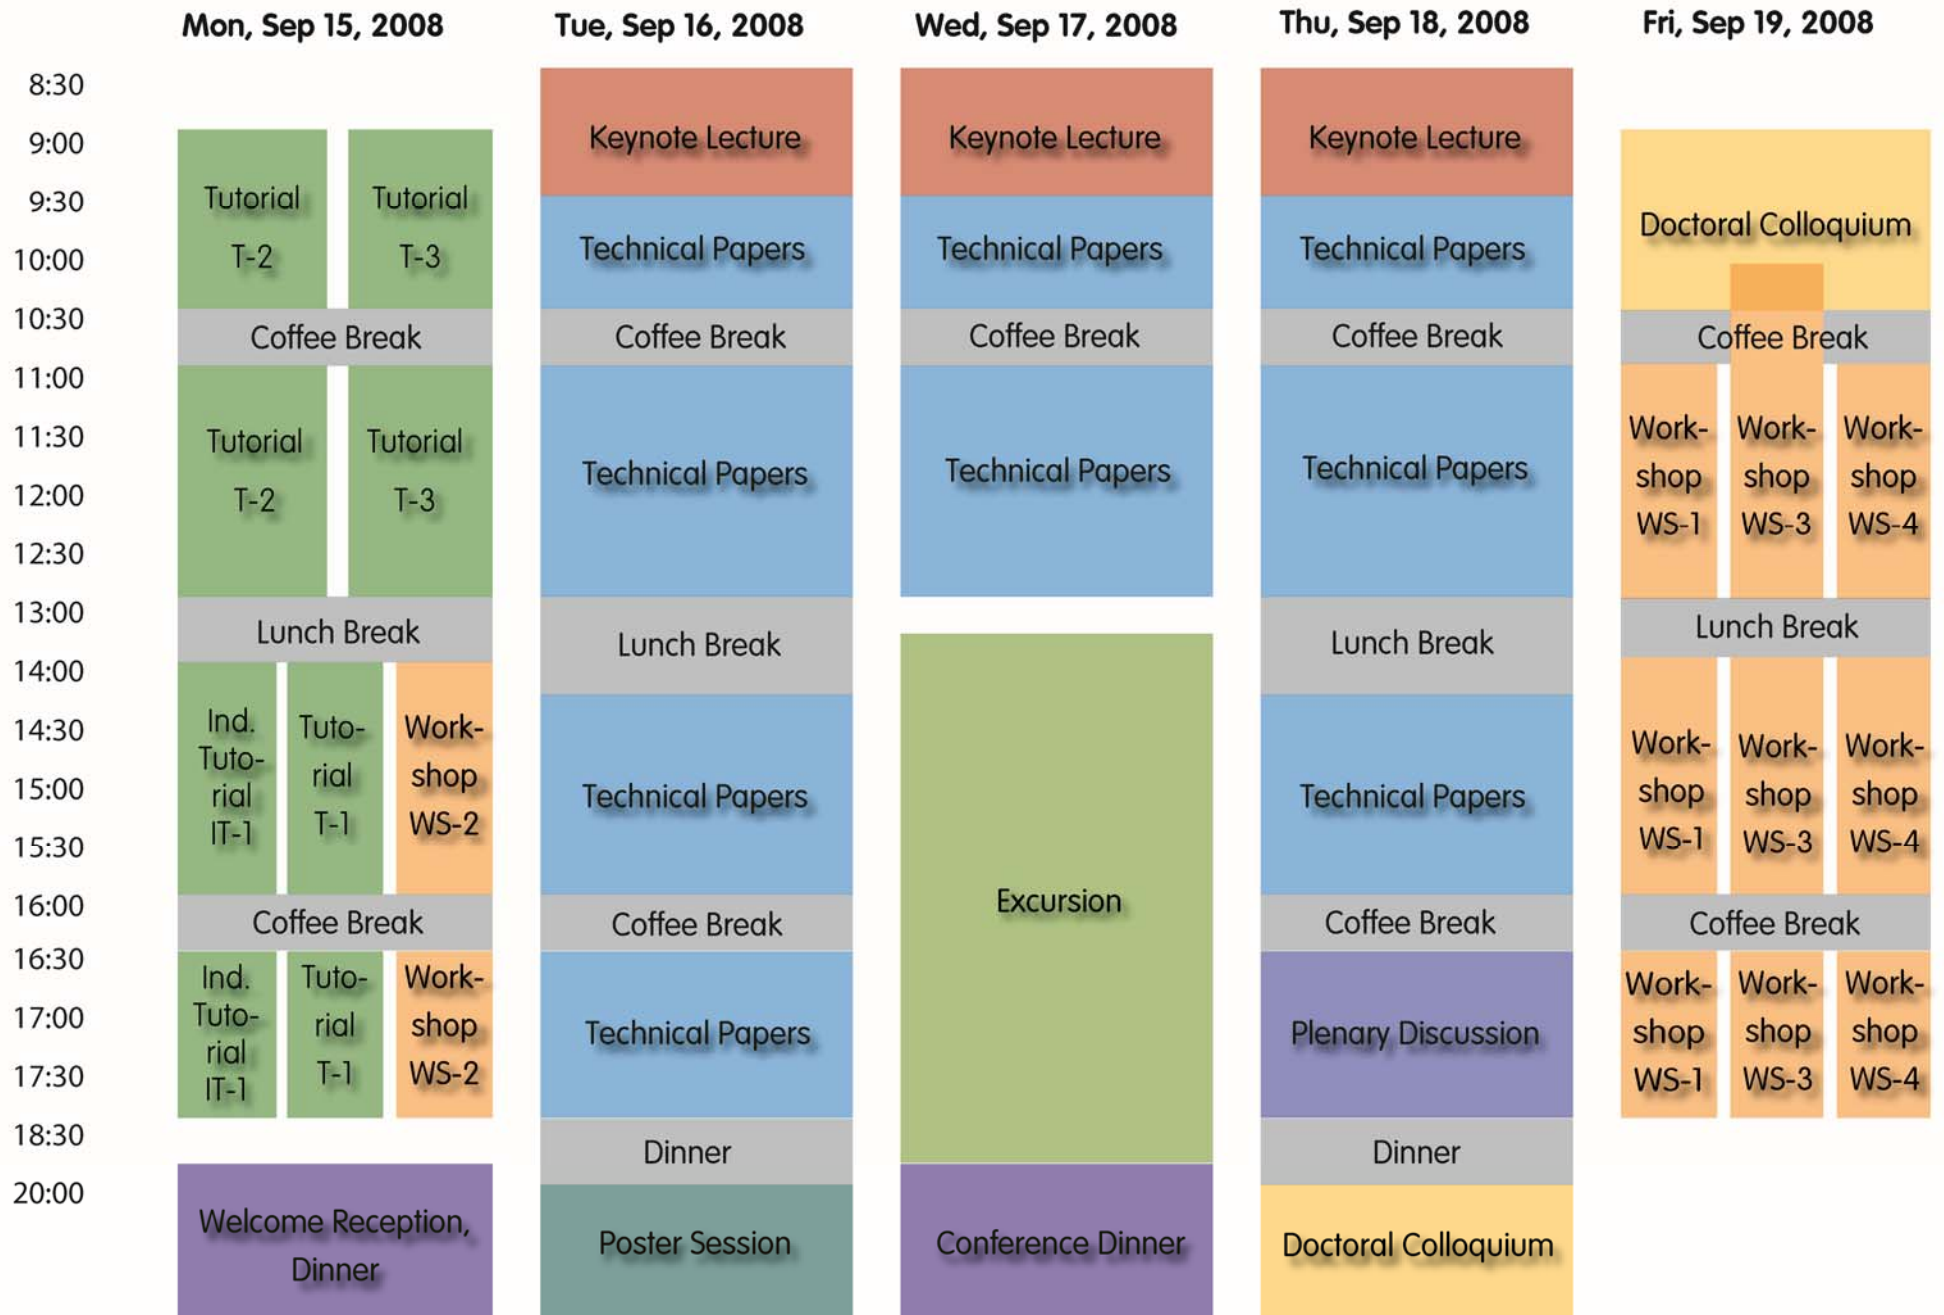 Mon, Sep 15, 2008
Tue, Sep 16, 2008
Wed, Sep 17, 2008
Thu, Sep 18, 2008
Fri, Sep 19, 2008
8:30
9:00
9:30
10:00
10:30
11:00
11:30
12:00
12:30
13:00
14:00
14:30
15:00
15:30
16:00
16:30
17:00
17:30
18:30
20:00
Tutorial
T-2
Tutorial
T-3
Coffee Break
Tutorial
T-2
Tutorial
T-3
Lunch Break
Ind.
Tuto-
rial
IT-1
Tuto-
rial
T-1
Work-
shop
WS-2
Coffee Break
Ind.
Tuto-
rial
IT-1
Tuto-
rial
T-1
Work-
shop
WS-2
Welcome Reception,
Dinner
Keynote Lecture
Technical Papers
Coffee Break
Technical Papers
Lunch Break
Technical Papers
Coffee Break
Technical Papers
Dinner
Poster Session
Keynote Lecture
Technical Papers
Coffee Break
Technical Papers
Excursion
Conference Dinner
Keynote Lecture
Technical Papers
Coffee Break
Technical Papers
Lunch Break
Technical Papers
Coffee Break
Plenary Discussion
Dinner
Doctoral Colloquium
Doctoral Colloquium
Coffee Break
Work-
shop
WS-1
Work-
shop
WS-3
Work-
shop
WS-4
Lunch Break
Work-
shop
WS-1
Work-
shop
WS-3
Work-
shop
WS-4
Coffee Break
Work-
shop
WS-1
Work-
shop
WS-3
Work-
shop
WS-4